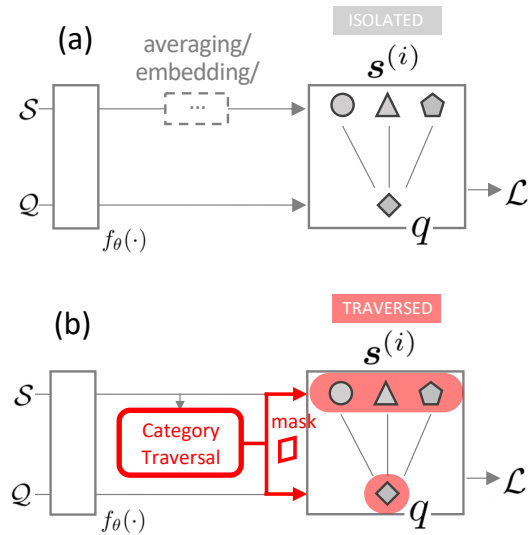 (a)
ISOLATED
averaging/
embedding/
...
s^{(i)}
𝒮
𝒬
f_θ(·)
q
ℒ
(b)
TRAVERSED
s^{(i)}
𝒮
mask
Category
Traversal
𝒬
f_θ(·)
q
ℒ